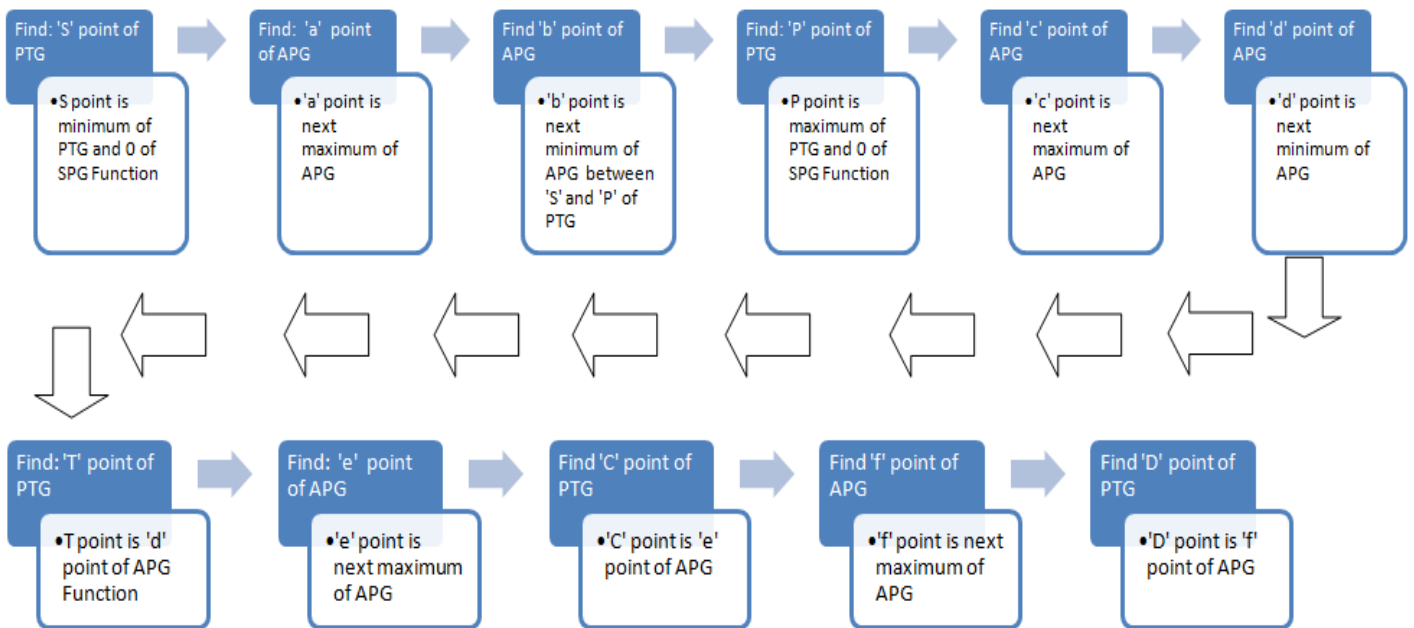 Find: 'S' point of
PTG
•S point is
minimum of
PTG and 0 of
SPG Function
Find: 'a' point
of APG
•'a' point is
next
maximum of
APG
Find 'b' point of
APG
•'b' point is
next
minimum of
APG between
'S' and 'P' of
PTG
Find: 'P' point of
PTG
•P point is
maximum of
PTG and 0 of
SPG Function
Find 'c' point of
APG
•'c' point is
next
maximum of
APG
Find 'd' point of
APG
•'d' point is
next
minimum of
APG
Find: 'T' point of
PTG
•T point is 'd'
point of APG
Function
Find: 'e' point
of APG
•'e' point is
next maximum
of APG
Find 'C' point of
PTG
•'C' point is 'e'
point of APG
Find 'f' point of
APG
•'f' point is next
maximum of
APG
Find 'D' point of
PTG
•'D' point is 'f'
point of APG